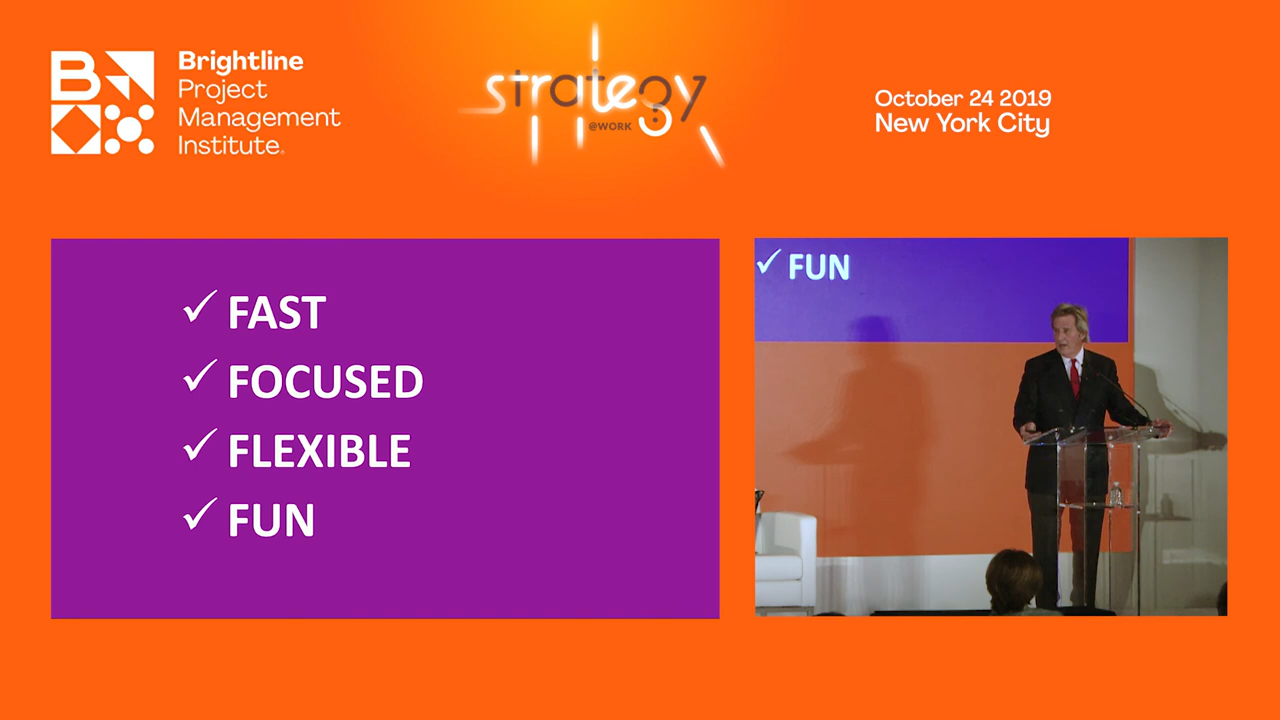 Brightline
Project
Management
Institute.
strategy
@WORK
October 24 2019
New York City
✓ FAST
✓ FOCUSED
✓ FLEXIBLE
✓ FUN
✓ FUN